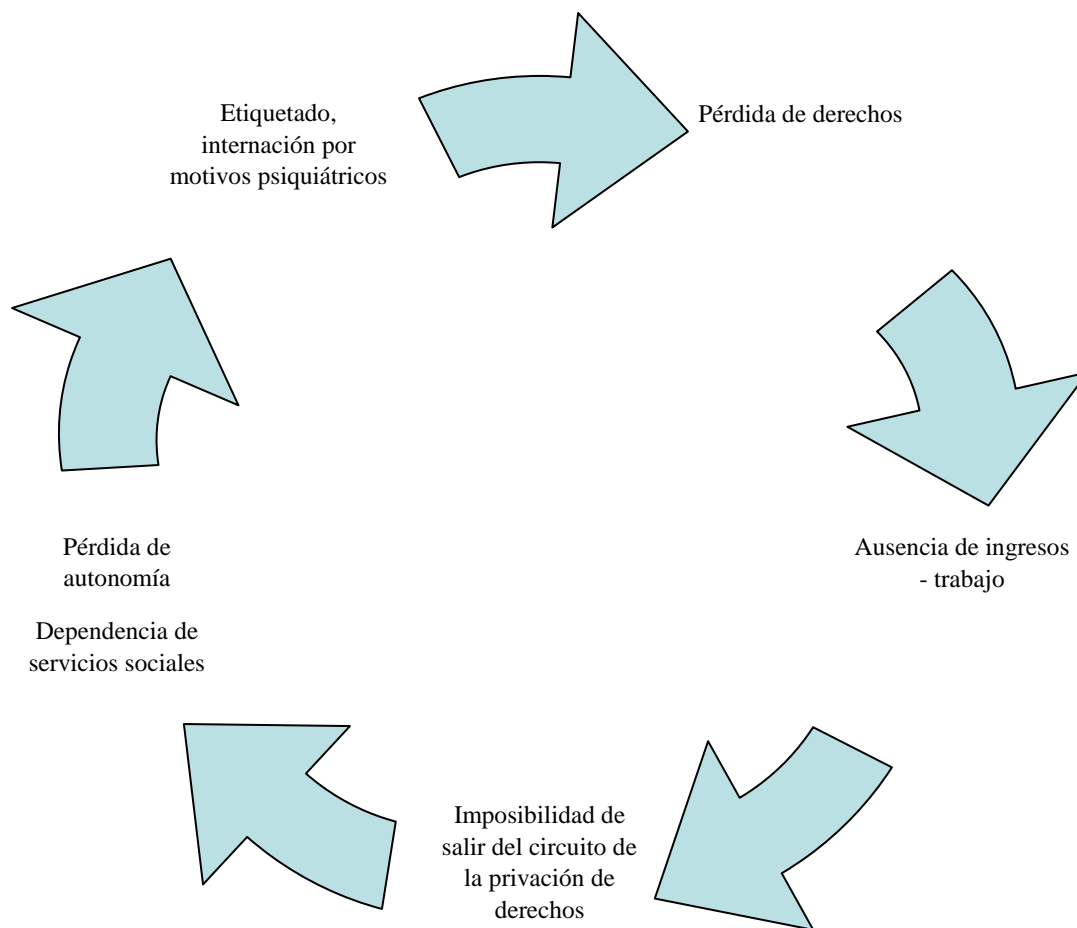 Etiquetado,
internación por
motivos psiquiátricos
Pérdida de derechos
Ausencia de ingresos
- trabajo
Imposibilidad de
salir del circuito de
la privación de
derechos
Pérdida de
autonomía
Dependencia de
servicios sociales